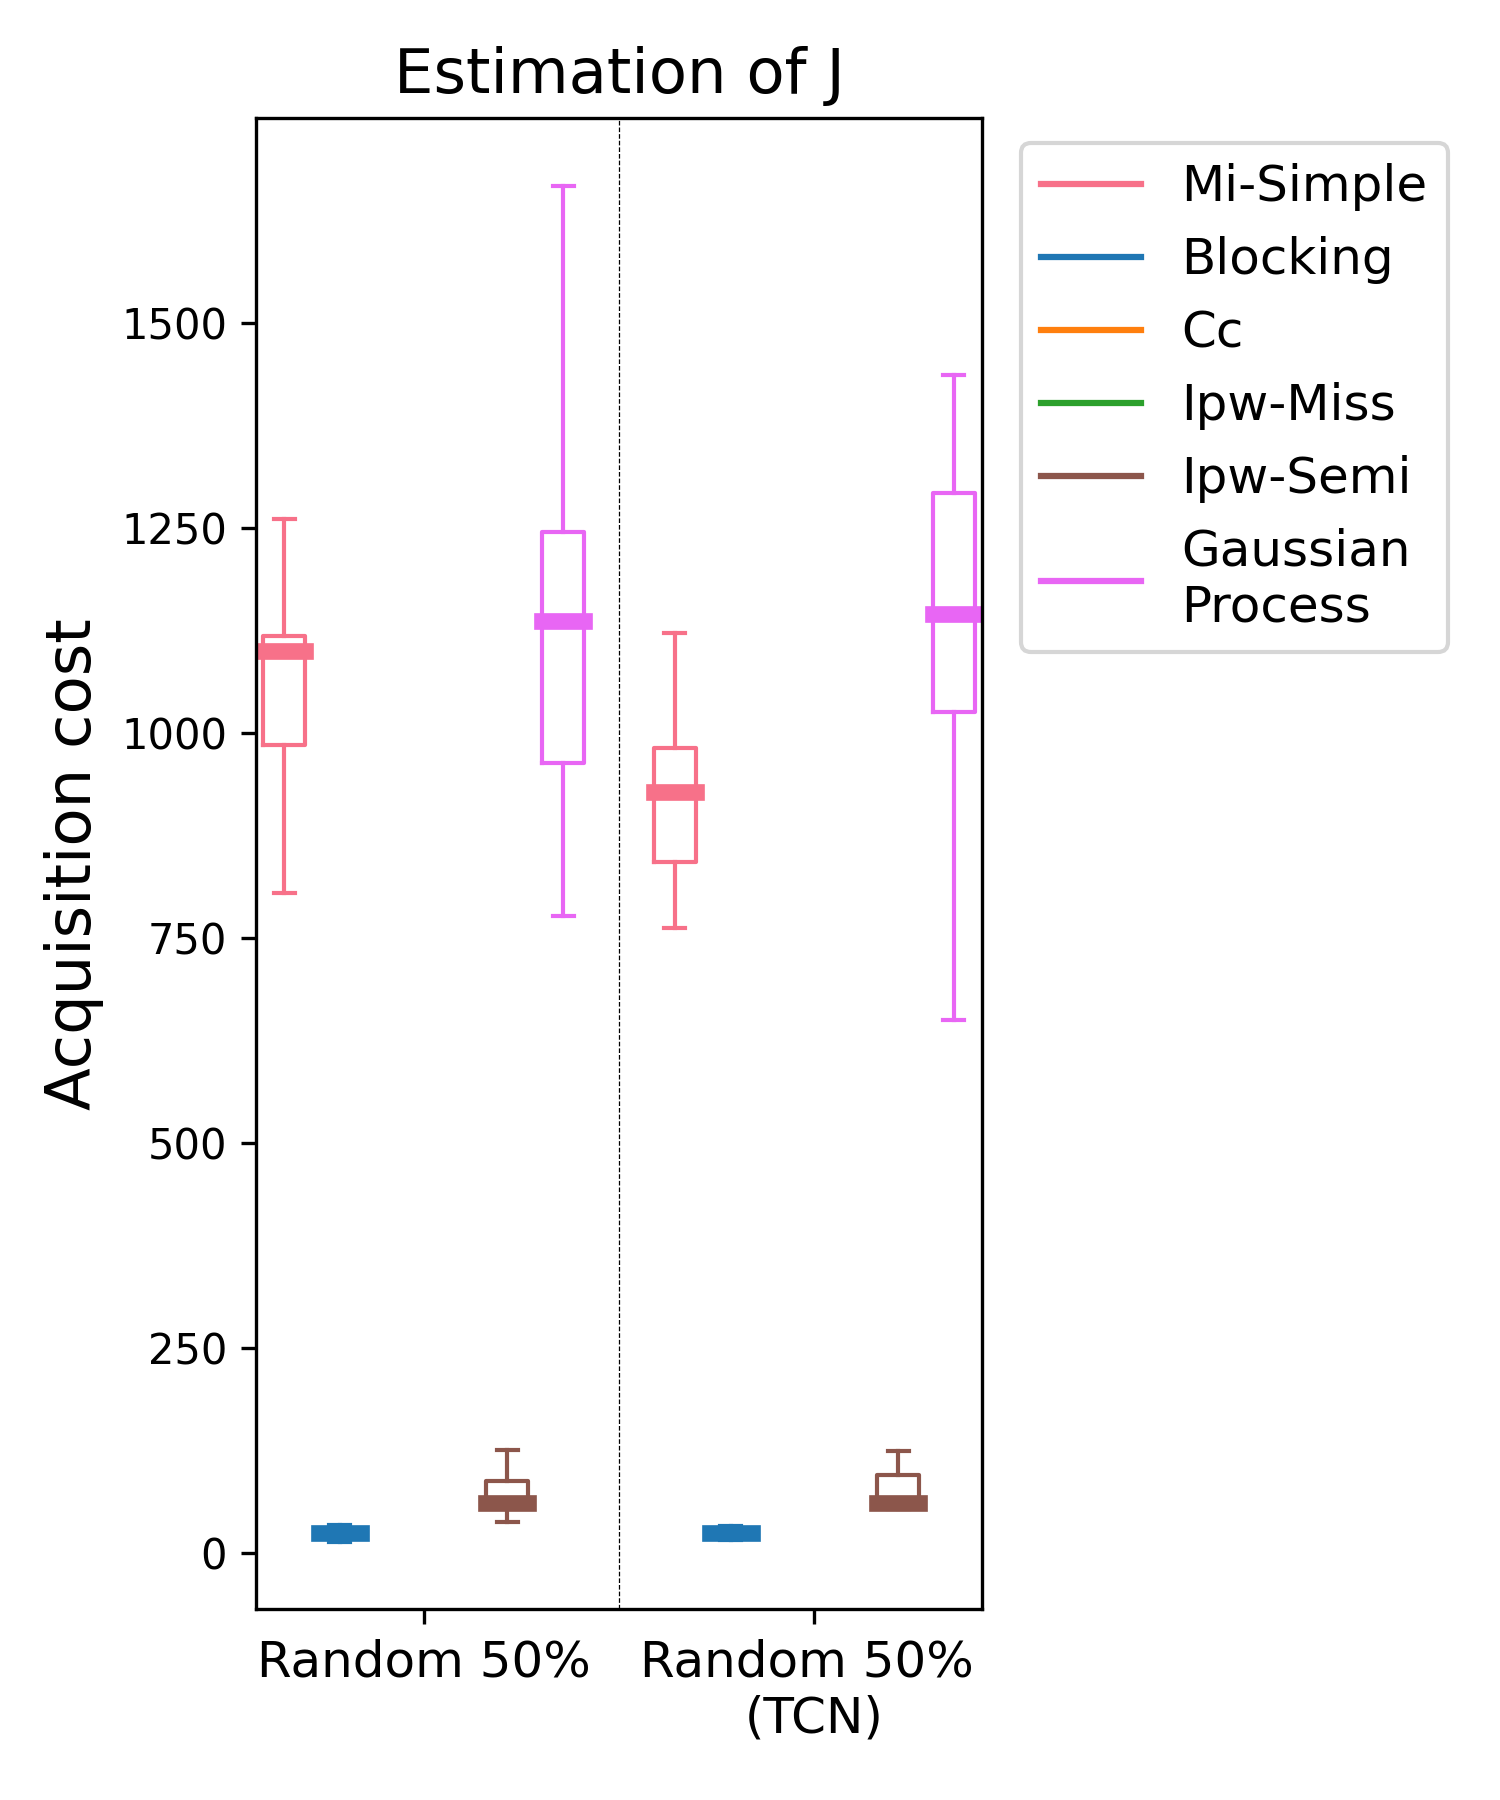 Estimation of J
Acquisition cost
1500
1250
1000
750
500
250
0
Random 50%
Random 50%
(TCN)
Mi-Simple
Blocking
Cc
Ipw-Miss
Ipw-Semi
Gaussian
Process